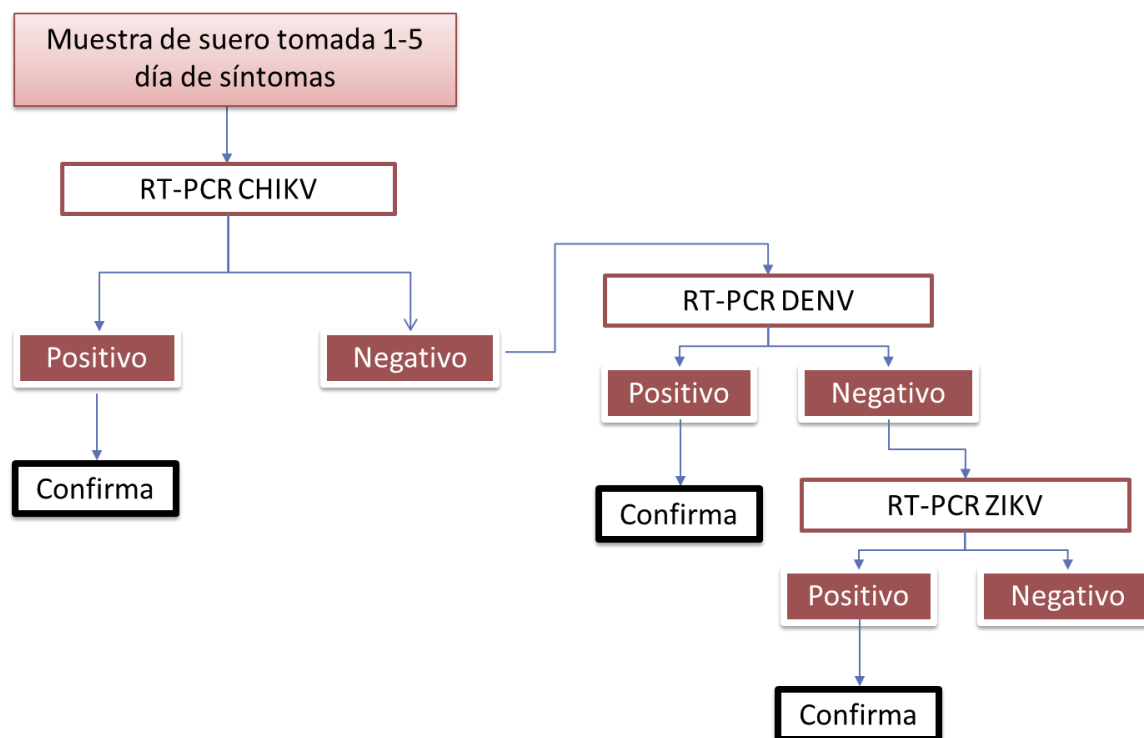 Muestra de suero tomada 1-5
día de síntomas
RT-PCR CHIKV
Positivo
Negativo
Confirma
RT-PCR DENV
Positivo
Negativo
Confirma
RT-PCR ZIKV
Positivo
Negativo
Confirma